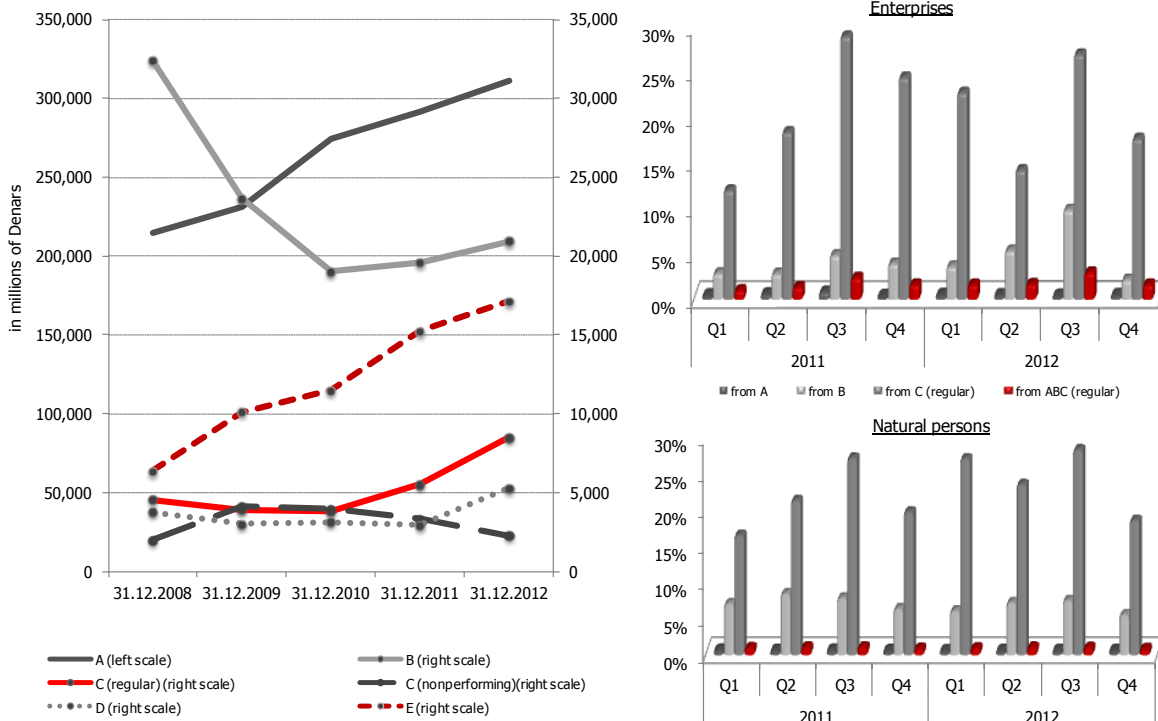 in millions of Denars
350,000
300,000
250,000
200,000
150,000
100,000
50,000
0
35,000
30,000
25,000
20,000
15,000
10,000
5,000
0
31.12.2008 31.12.2009 31.12.2010 31.12.2011 31.12.2012
A (left scale)
B (right scale)
C (regular) (right scale)
C (nonperforming)(right scale)
D (right scale)
E (right scale)
Enterprises
30%
25%
20%
15%
10%
5%
0%
Q1 Q2 Q3 Q4 Q1 Q2 Q3 Q4
2011 2012
from A from B from C (regular) from ABC (regular)
Natural persons
30%
25%
20%
15%
10%
5%
0%
Q1 Q2 Q3 Q4 Q1 Q2 Q3 Q4
2011 2012